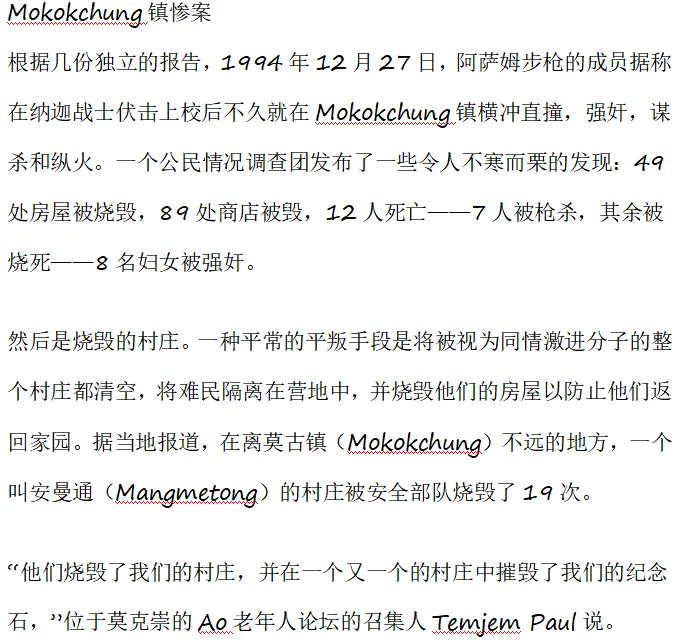 Mokokchung镇惨案
根据几份独立的报告，1994 年 12 月 27 日，阿萨姆步枪的成员据称
在纳迦战士伏击上校后不久就在 Mokokchung 镇横冲直撞，强奸，谋
杀和纵火。一个公民情况调查团发布了一些令人不寒而栗的发现：49
处房屋被烧毁，89 处商店被毁，12 人死亡——7 人被枪杀，其余被
烧死——8 名妇女被强奸。
然后是烧毁的村庄。一种平常的平叛手段是将被视为同情激进分子的整
个村庄都清空，将难民隔离在营地中，并烧毁他们的房屋以防止他们返
回家园。据当地报道，在离莫古镇（Mokokchung）不远的地方，一个
叫安曼通（Mangmetong）的村庄被安全部队烧毁了 19 次。
“他们烧毁了我们的村庄，并在一个又一个的村庄中摧毁了我们的纪念
石，”位于莫克崇的 Ao 老年人论坛的召集人 Temjem Paul 说。